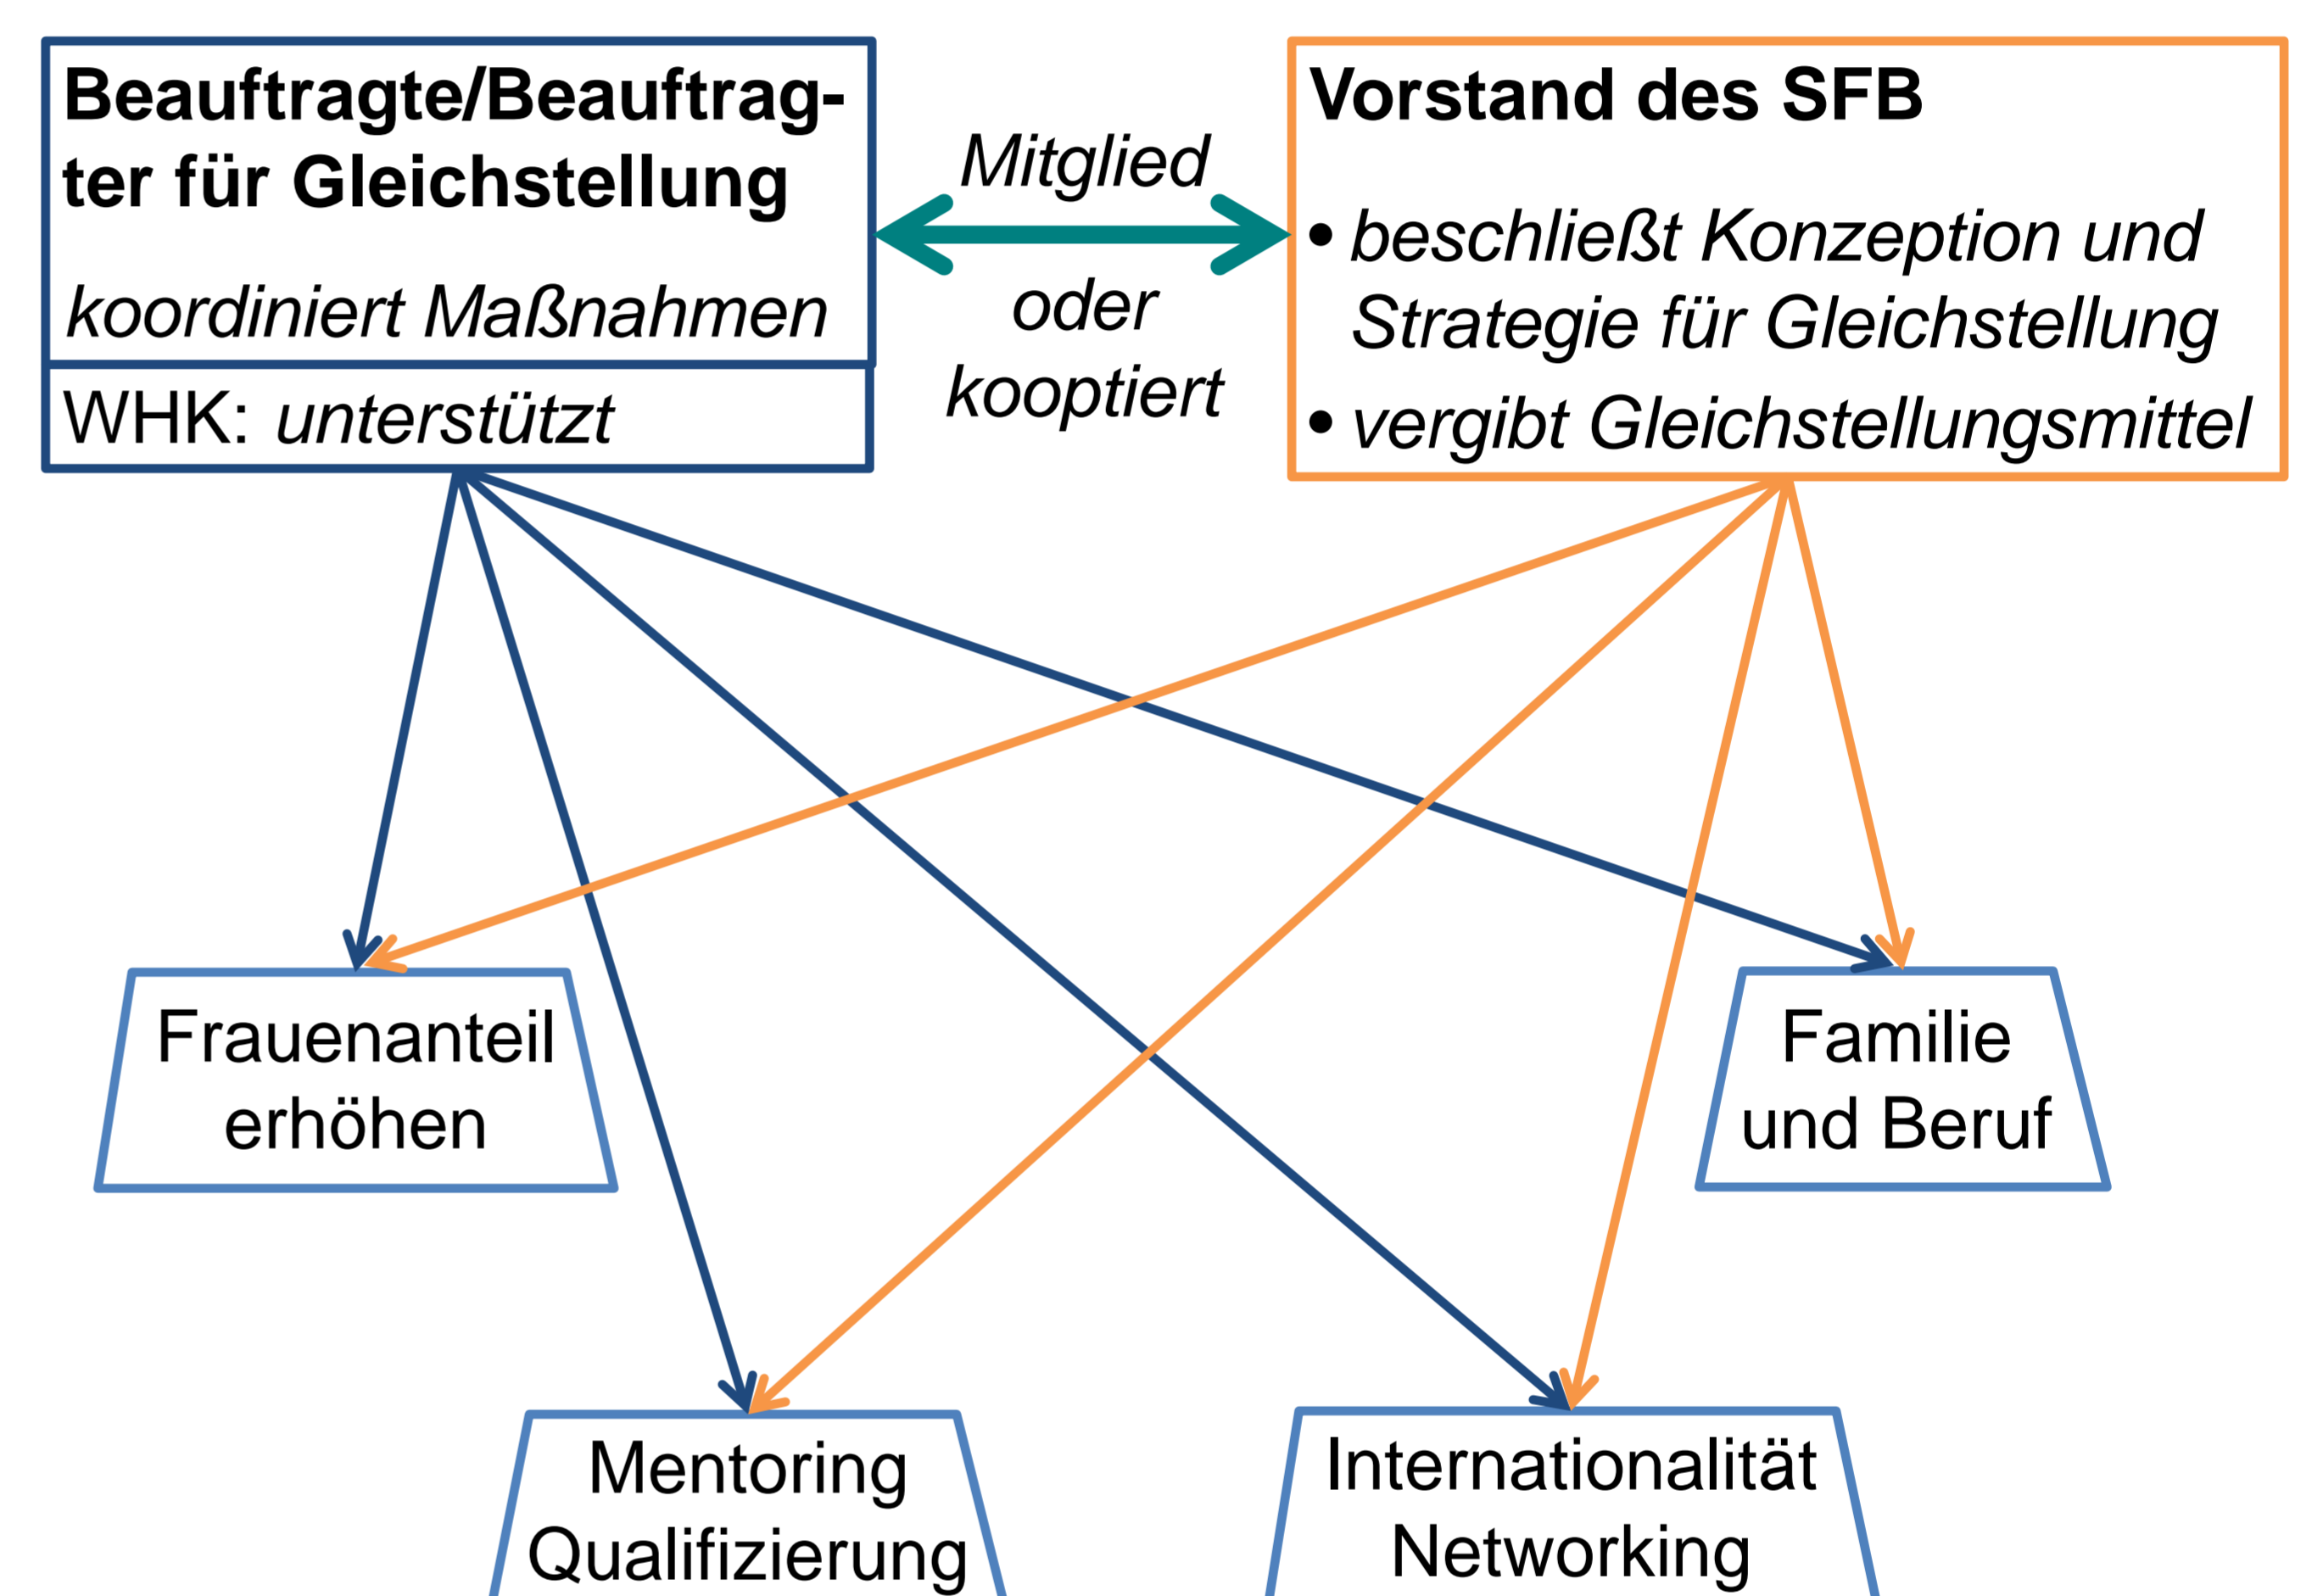 Beauftragte/Beauftrag-
ter für Gleichstellung
koordiniert Maßnahmen
WHK: unterstützt
Mitglied
oder
kooptiert
Vorstand des SFB
• beschließt Konzeption und
Strategie für Gleichstellung
• vergibt Gleichstellungsmittel
Frauenanteil
erhöhen
Familie
und Beruf
Mentoring
Qualifizierung
Internationalität
Networking